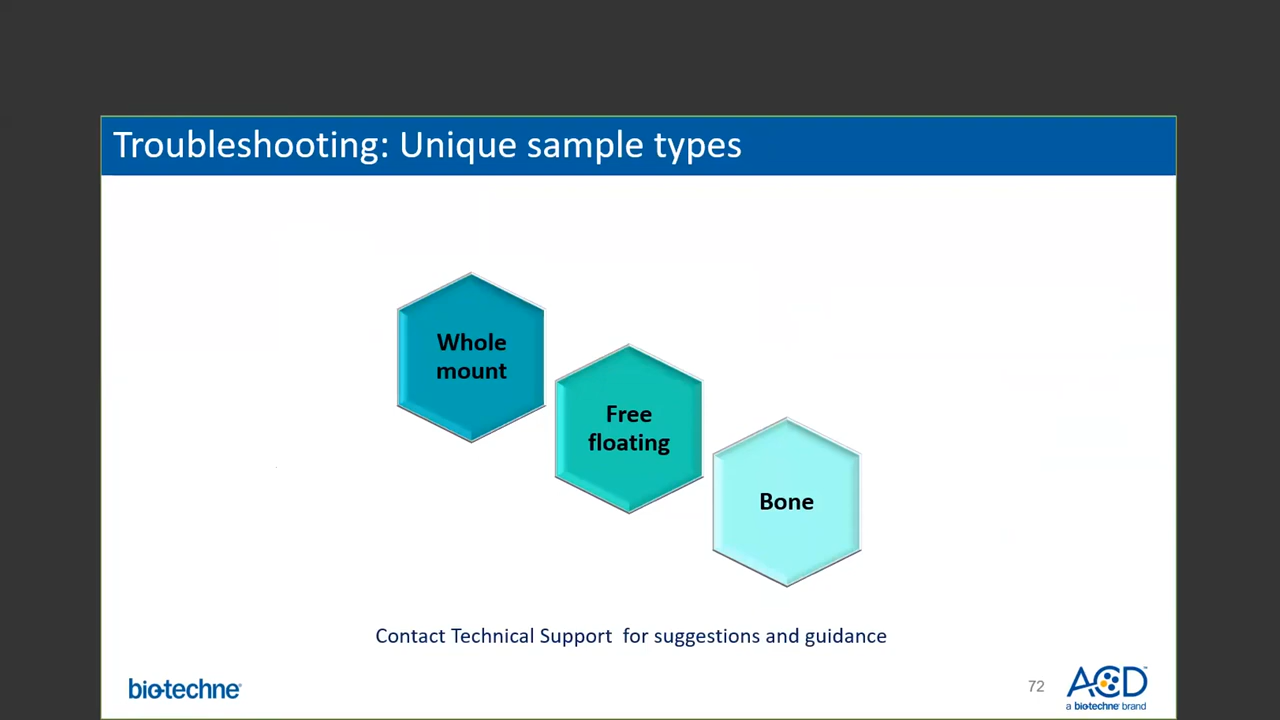 Troubleshooting: Unique sample types
Whole
mount
Free
floating
Bone
Contact Technical Support  for suggestions and guidance
bio-techne®
72
ACD™
a bio-techne® brand